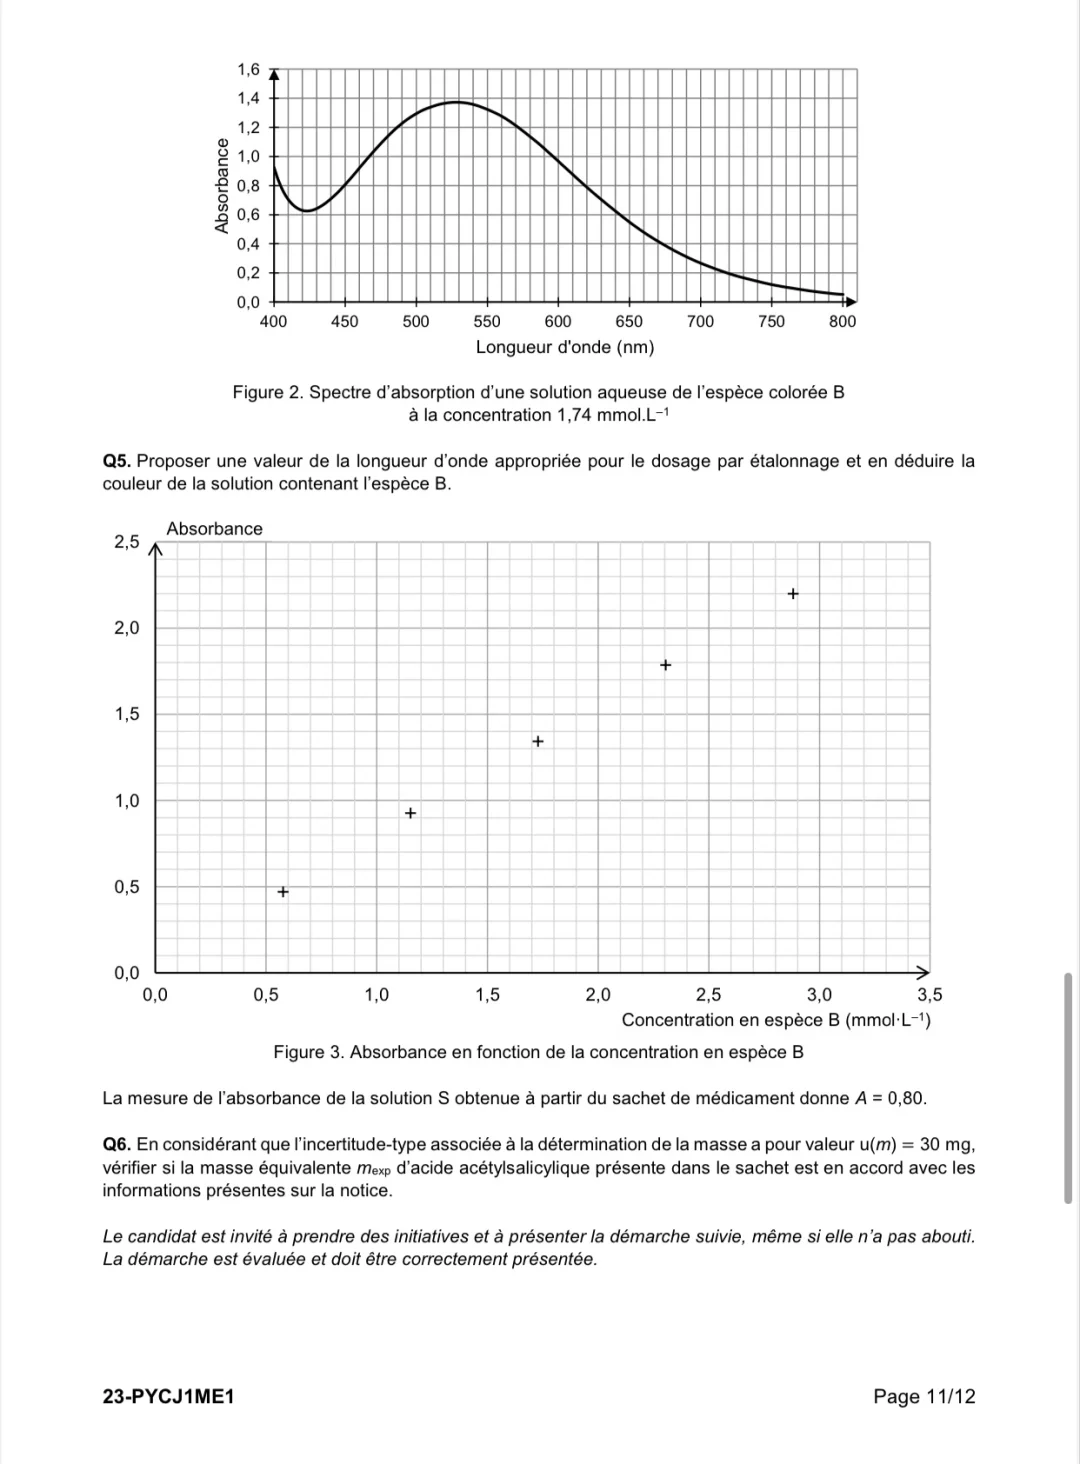 1,6
1,4
1,2
1,0
0,8
0,6
0,4
0,2
0,0
Absorbance
400 450 500 550 600 650 700 750 800
Longueur d'onde (nm)
Figure 2. Spectre d’absorption d’une solution aqueuse de l’espèce colorée B
à la concentration 1,74 mmol.L⁻¹
Q5. Proposer une valeur de la longueur d’onde appropriée pour le dosage par étalonnage et en déduire la
couleur de la solution contenant l’espèce B.
Absorbance
2,5
2,0
1,5
1,0
0,5
0,0
0,0 0,5 1,0 1,5 2,0 2,5 3,0 3,5
Concentration en espèce B (mmol·L⁻¹)
Figure 3. Absorbance en fonction de la concentration en espèce B
La mesure de l’absorbance de la solution S obtenue à partir du sachet de médicament donne A = 0,80.
Q6. En considérant que l’incertitude-type associée à la détermination de la masse a pour valeur u(m) = 30 mg,
vérifier si la masse équivalente mexp d’acide acétylsalicylique présente dans le sachet est en accord avec les
informations présentes sur la notice.
Le candidat est invité à prendre des initiatives et à présenter la démarche suivie, même si elle n’a pas abouti.
La démarche est évaluée et doit être correctement présentée.
23-PYCJ1ME1 Page 11/12